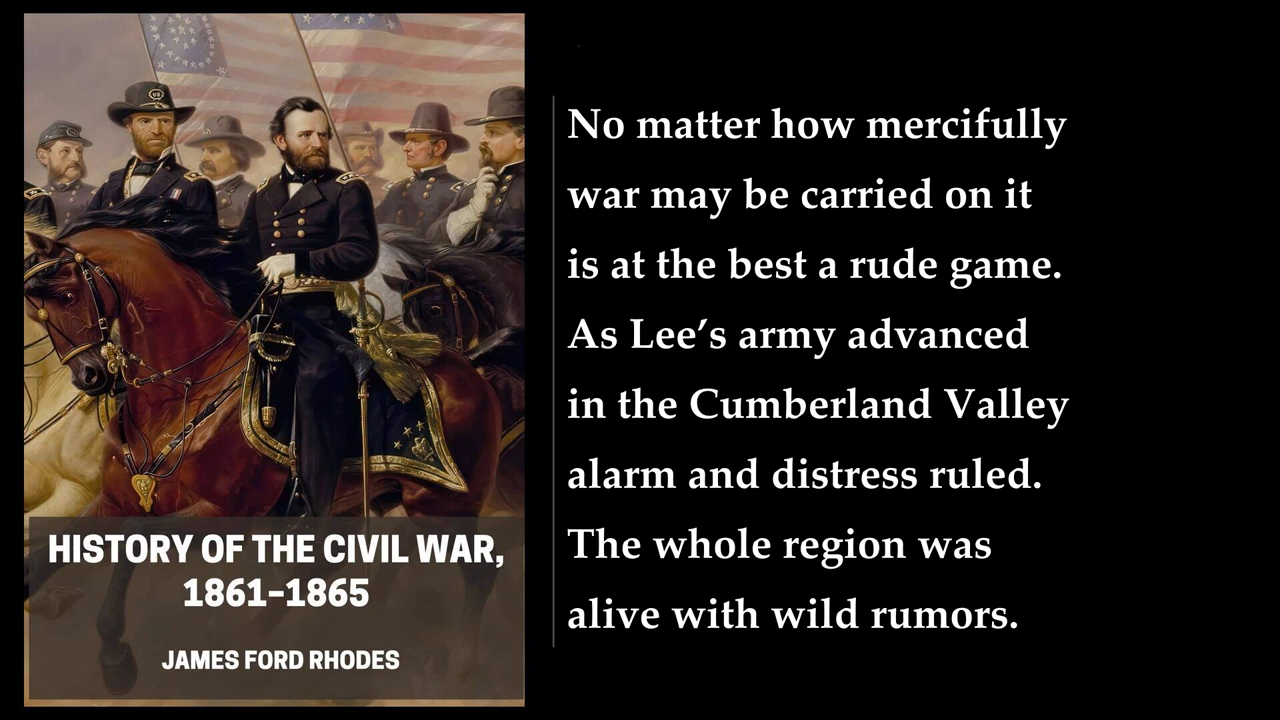 HISTORY OF THE CIVIL WAR,
1861–1865
JAMES FORD RHODES
No matter how mercifully
war may be carried on it
is at the best a rude game.
As Lee’s army advanced
in the Cumberland Valley
alarm and distress ruled.
The whole region was
alive with wild rumors.